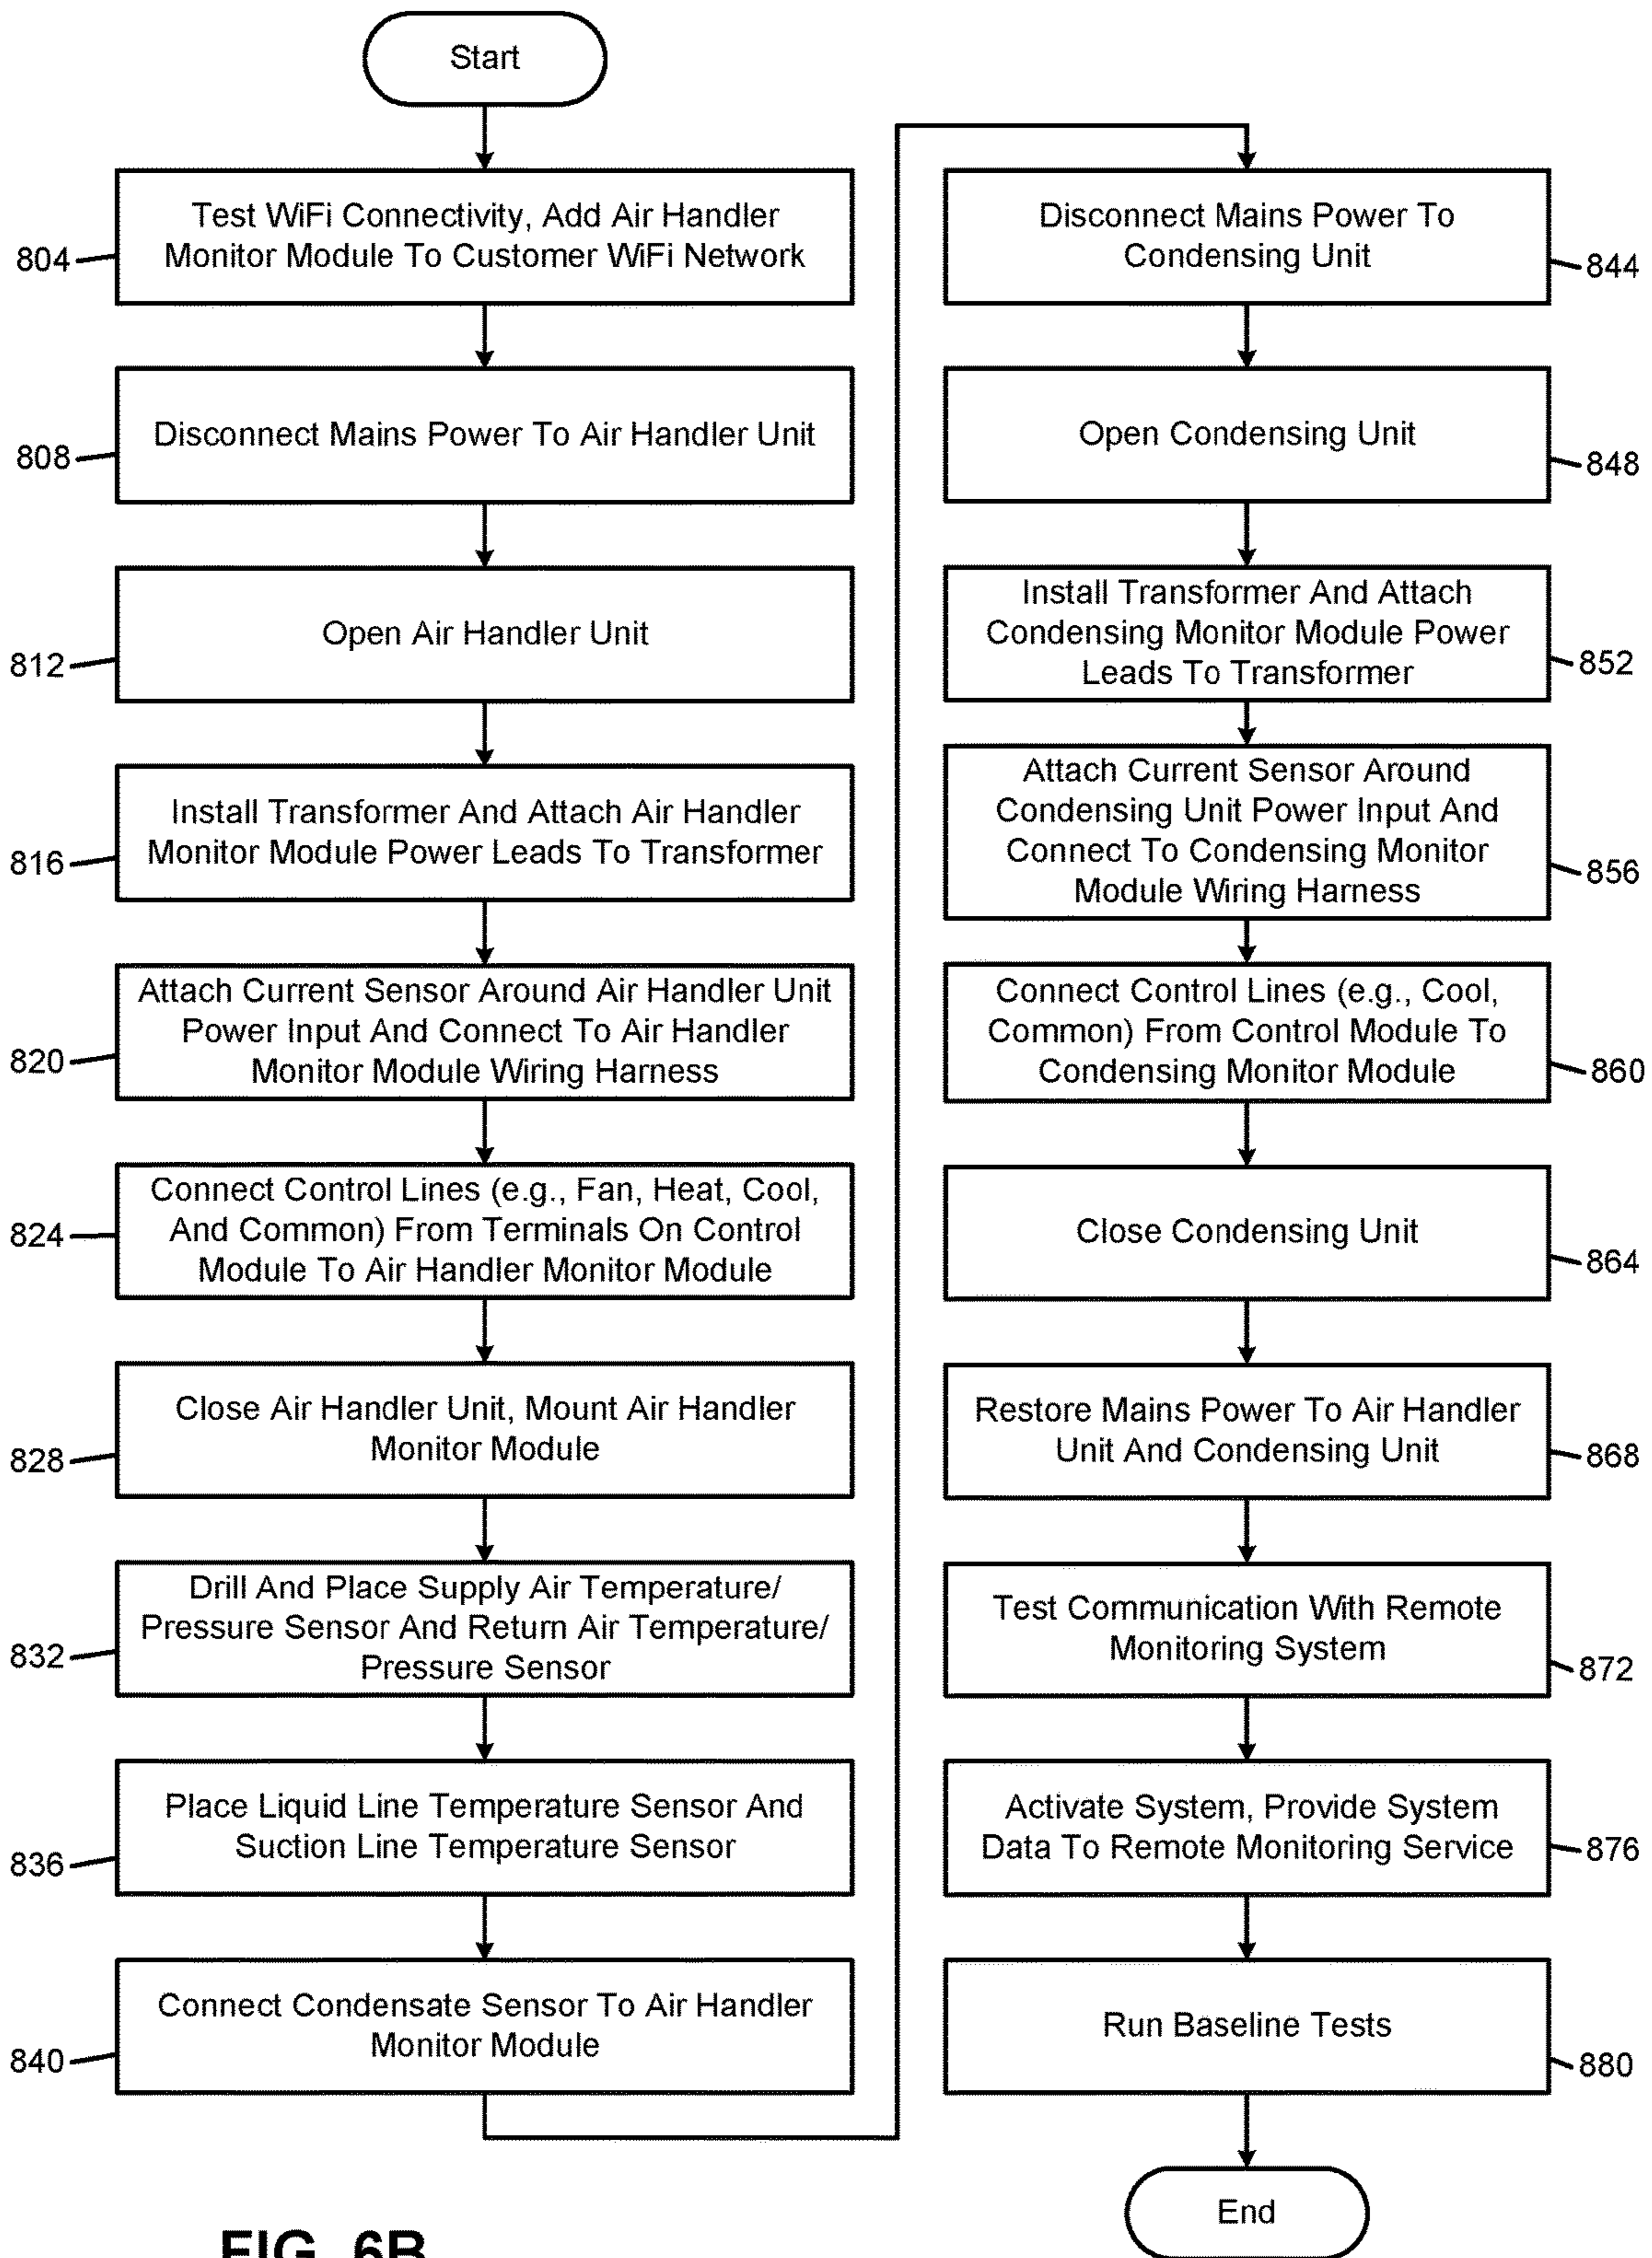 Start
804
Test WiFi Connectivity, Add Air Handler
Monitor Module To Customer WiFi Network
808
Disconnect Mains Power To Air Handler Unit
812
Open Air Handler Unit
816
Install Transformer And Attach Air Handler
Monitor Module Power Leads To Transformer
820
Attach Current Sensor Around Air Handler Unit
Power Input And Connect To Air Handler
Monitor Module Wiring Harness
824
Connect Control Lines (e.g., Fan, Heat, Cool,
And Common) From Terminals On Control
Module To Air Handler Monitor Module
828
Close Air Handler Unit, Mount Air Handler
Monitor Module
832
Drill And Place Supply Air Temperature/
Pressure Sensor And Return Air Temperature/
Pressure Sensor
836
Place Liquid Line Temperature Sensor And
Suction Line Temperature Sensor
840
Connect Condensate Sensor To Air Handler
Monitor Module
Disconnect Mains Power To
Condensing Unit
844
Open Condensing Unit
848
Install Transformer And Attach
Condensing Monitor Module Power
Leads To Transformer
852
Attach Current Sensor Around
Condensing Unit Power Input And
Connect To Condensing Monitor
Module Wiring Harness
856
Connect Control Lines (e.g., Cool,
Common) From Control Module To
Condensing Monitor Module
860
Close Condensing Unit
864
Restore Mains Power To Air Handler
Unit And Condensing Unit
868
Test Communication With Remote
Monitoring System
872
Activate System, Provide System
Data To Remote Monitoring Service
876
Run Baseline Tests
880
End
FIG. 6B